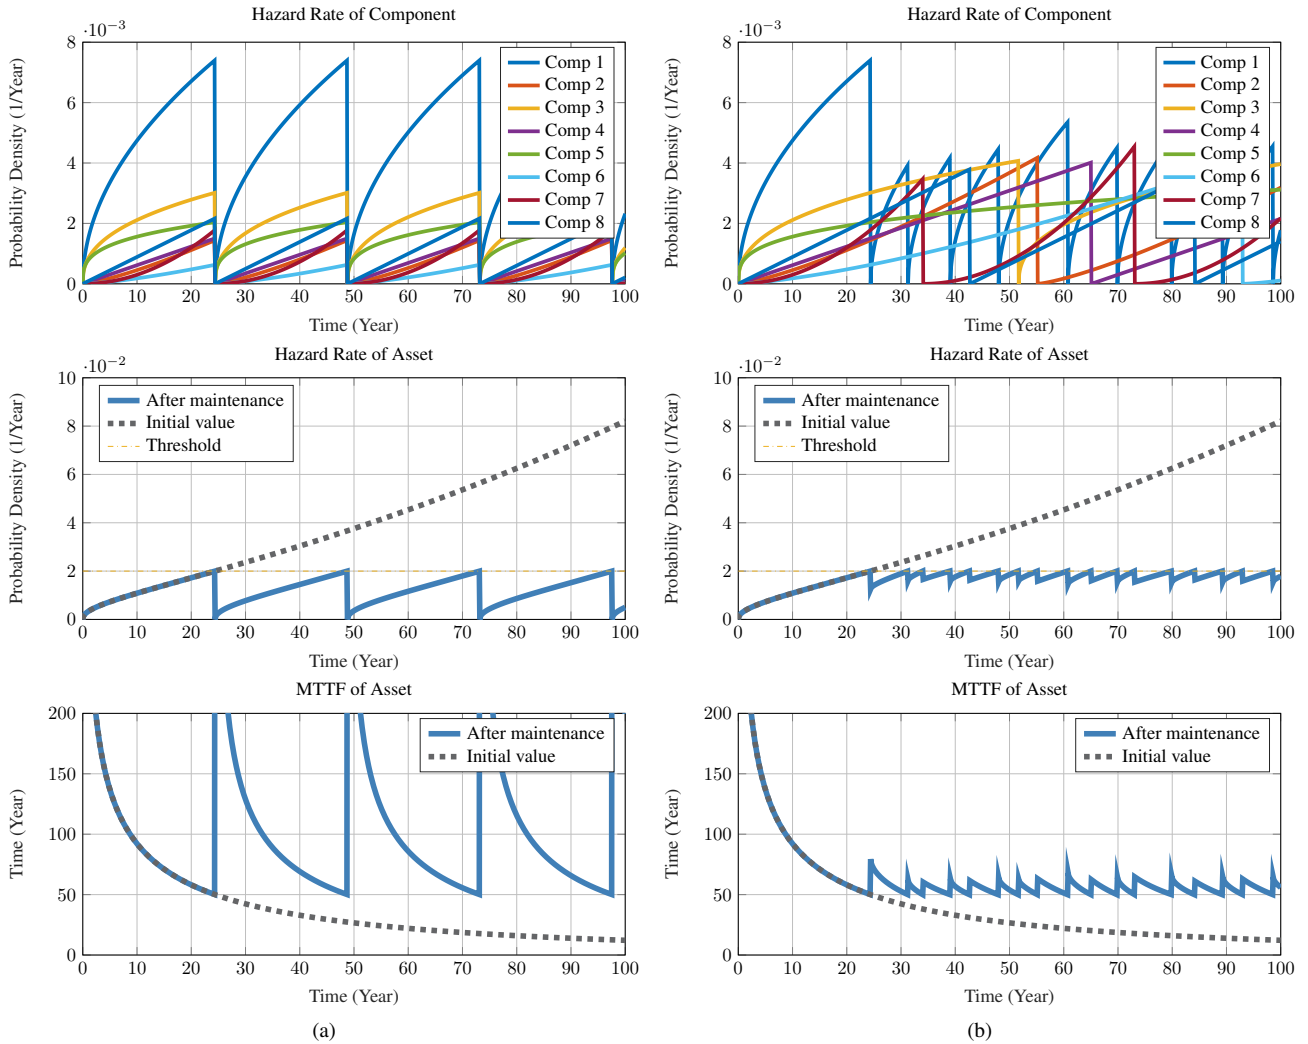 Hazard Rate of Component
·10−3
8
6
4
2
0
Probability Density (1/Year)
Comp 1
Comp 2
Comp 3
Comp 4
Comp 5
Comp 6
Comp 7
Comp 8
0 10 20 30 40 50 60 70 80 90 100
Time (Year)
Hazard Rate of Asset
·10−2
10
8
6
4
2
0
Probability Density (1/Year)
After maintenance
Initial value
Threshold
0 10 20 30 40 50 60 70 80 90 100
Time (Year)
MTTF of Asset
200
150
100
50
0
Time (Year)
After maintenance
Initial value
0 10 20 30 40 50 60 70 80 90 100
Time (Year)
(a)
Hazard Rate of Component
·10−3
8
6
4
2
0
Probability Density (1/Year)
Comp 1
Comp 2
Comp 3
Comp 4
Comp 5
Comp 6
Comp 7
Comp 8
0 10 20 30 40 50 60 70 80 90 100
Time (Year)
Hazard Rate of Asset
·10−2
10
8
6
4
2
0
Probability Density (1/Year)
After maintenance
Initial value
Threshold
0 10 20 30 40 50 60 70 80 90 100
Time (Year)
MTTF of Asset
200
150
100
50
0
Time (Year)
After maintenance
Initial value
0 10 20 30 40 50 60 70 80 90 100
Time (Year)
(b)